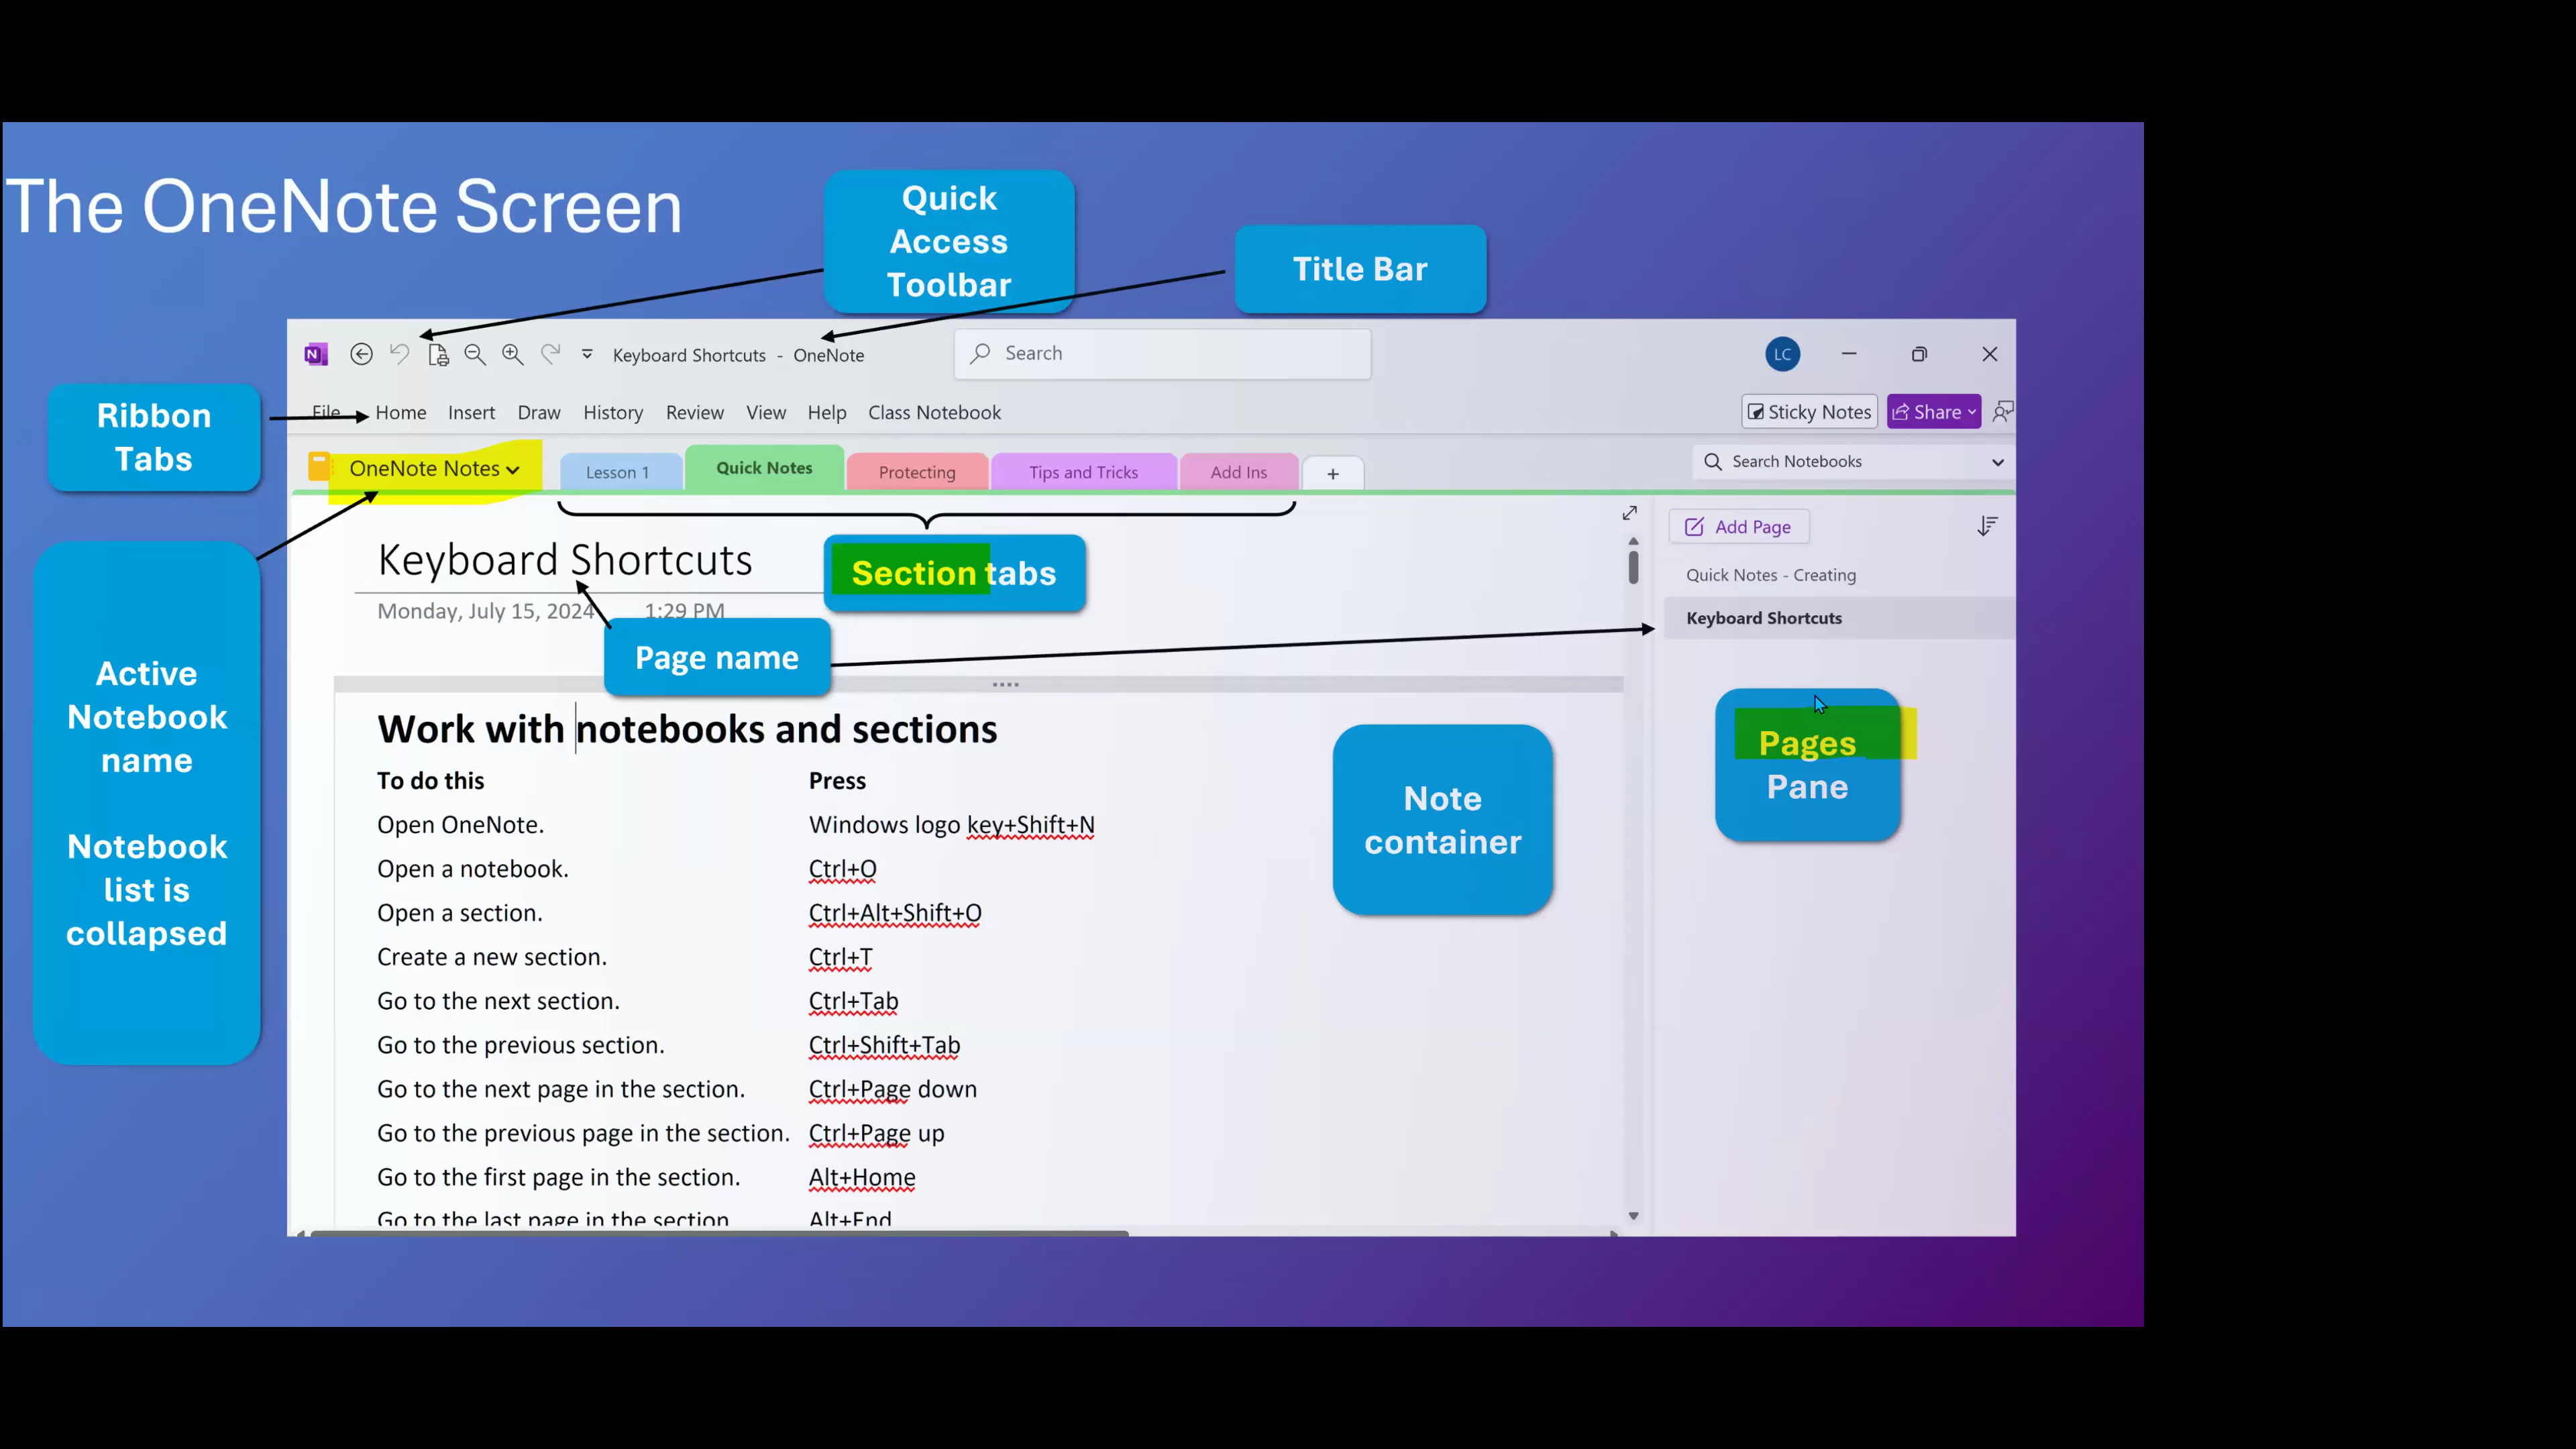 The OneNote Screen
Quick
Access
Toolbar
Title Bar
Keyboard Shortcuts - OneNote
Search
LC
Ribbon
Tabs
File Home Insert Draw History Review View Help Class Notebook
Sticky Notes
Share
OneNote Notes
Lesson 1
Quick Notes
Protecting
Tips and Tricks
Add Ins
+
Search Notebooks
Active
Notebook
name
Notebook
list is
collapsed
Keyboard Shortcuts
Monday, July 15, 2024 1:29 PM
Section tabs
Page name
Add Page
Quick Notes - Creating
Keyboard Shortcuts
Pages
Pane
Note
container
Work with notebooks and sections
To do this Press
Open OneNote. Windows logo key+Shift+N
Open a notebook. Ctrl+O
Open a section. Ctrl+Alt+Shift+O
Create a new section. Ctrl+T
Go to the next section. Ctrl+Tab
Go to the previous section. Ctrl+Shift+Tab
Go to the next page in the section. Ctrl+Page down
Go to the previous page in the section. Ctrl+Page up
Go to the first page in the section. Alt+Home
Go to the last page in the section Alt+End